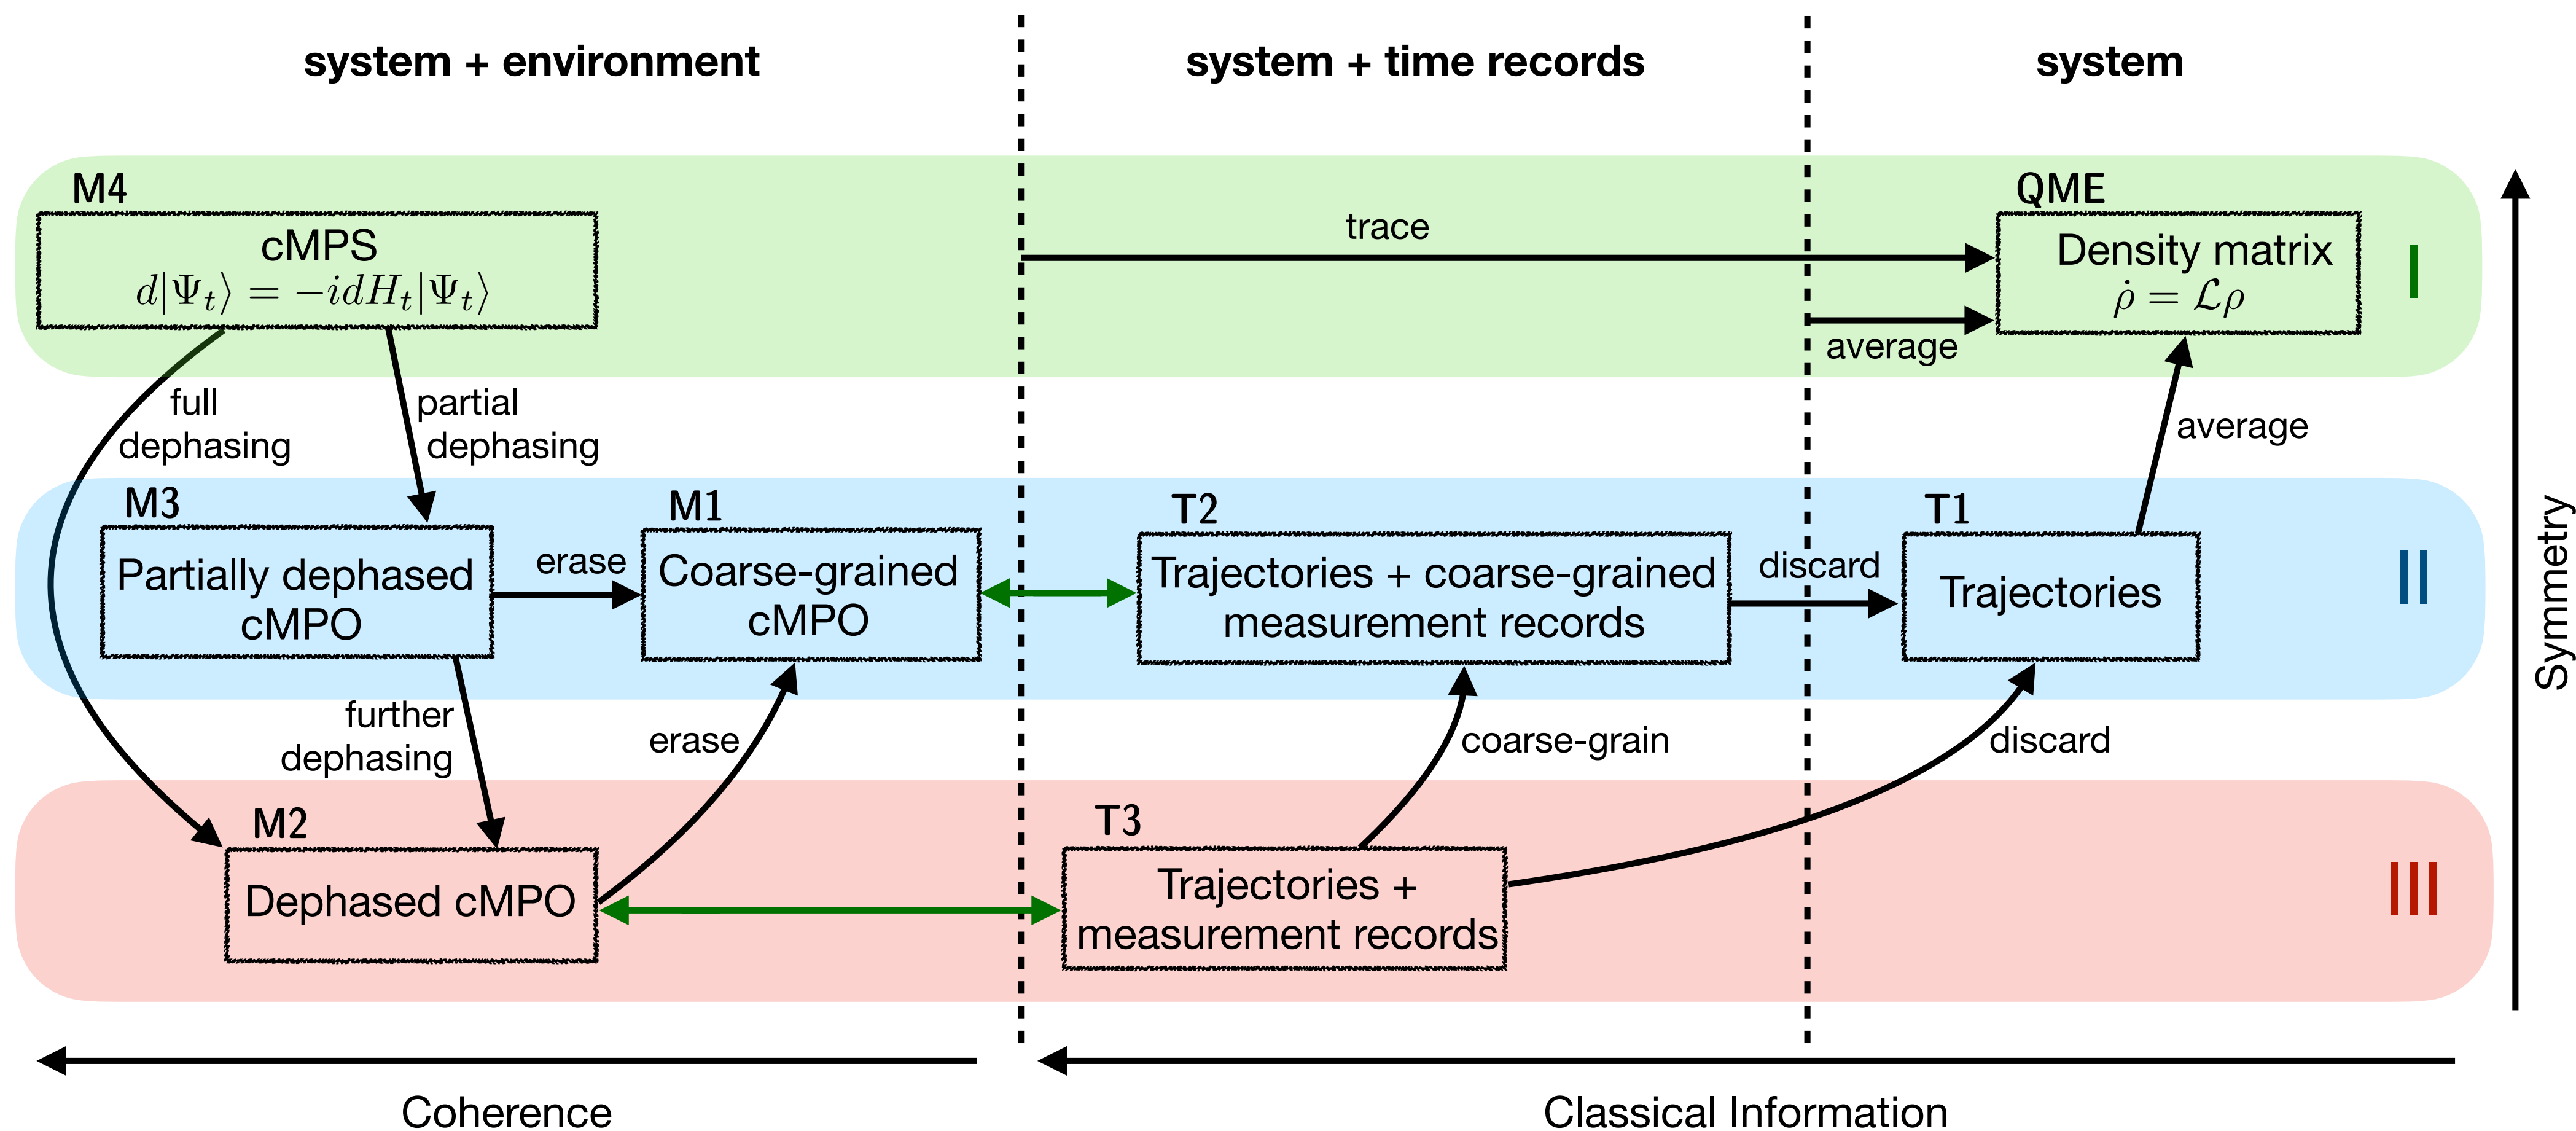 system + environment
system + time records
system
M4
cMPS
d|Ψ_t⟩ = −idH_t|Ψ_t⟩
trace
average
QME
Density matrix
ρ̇ = ℒρ
I
full
dephasing
partial
dephasing
average
M3
Partially dephased
cMPO
erase
M1
Coarse-grained
cMPO
T2
Trajectories + coarse-grained
measurement records
discard
T1
Trajectories
II
further
dephasing
erase
coarse-grain
discard
M2
Dephased cMPO
T3
Trajectories +
measurement records
III
Symmetry
Coherence
Classical Information